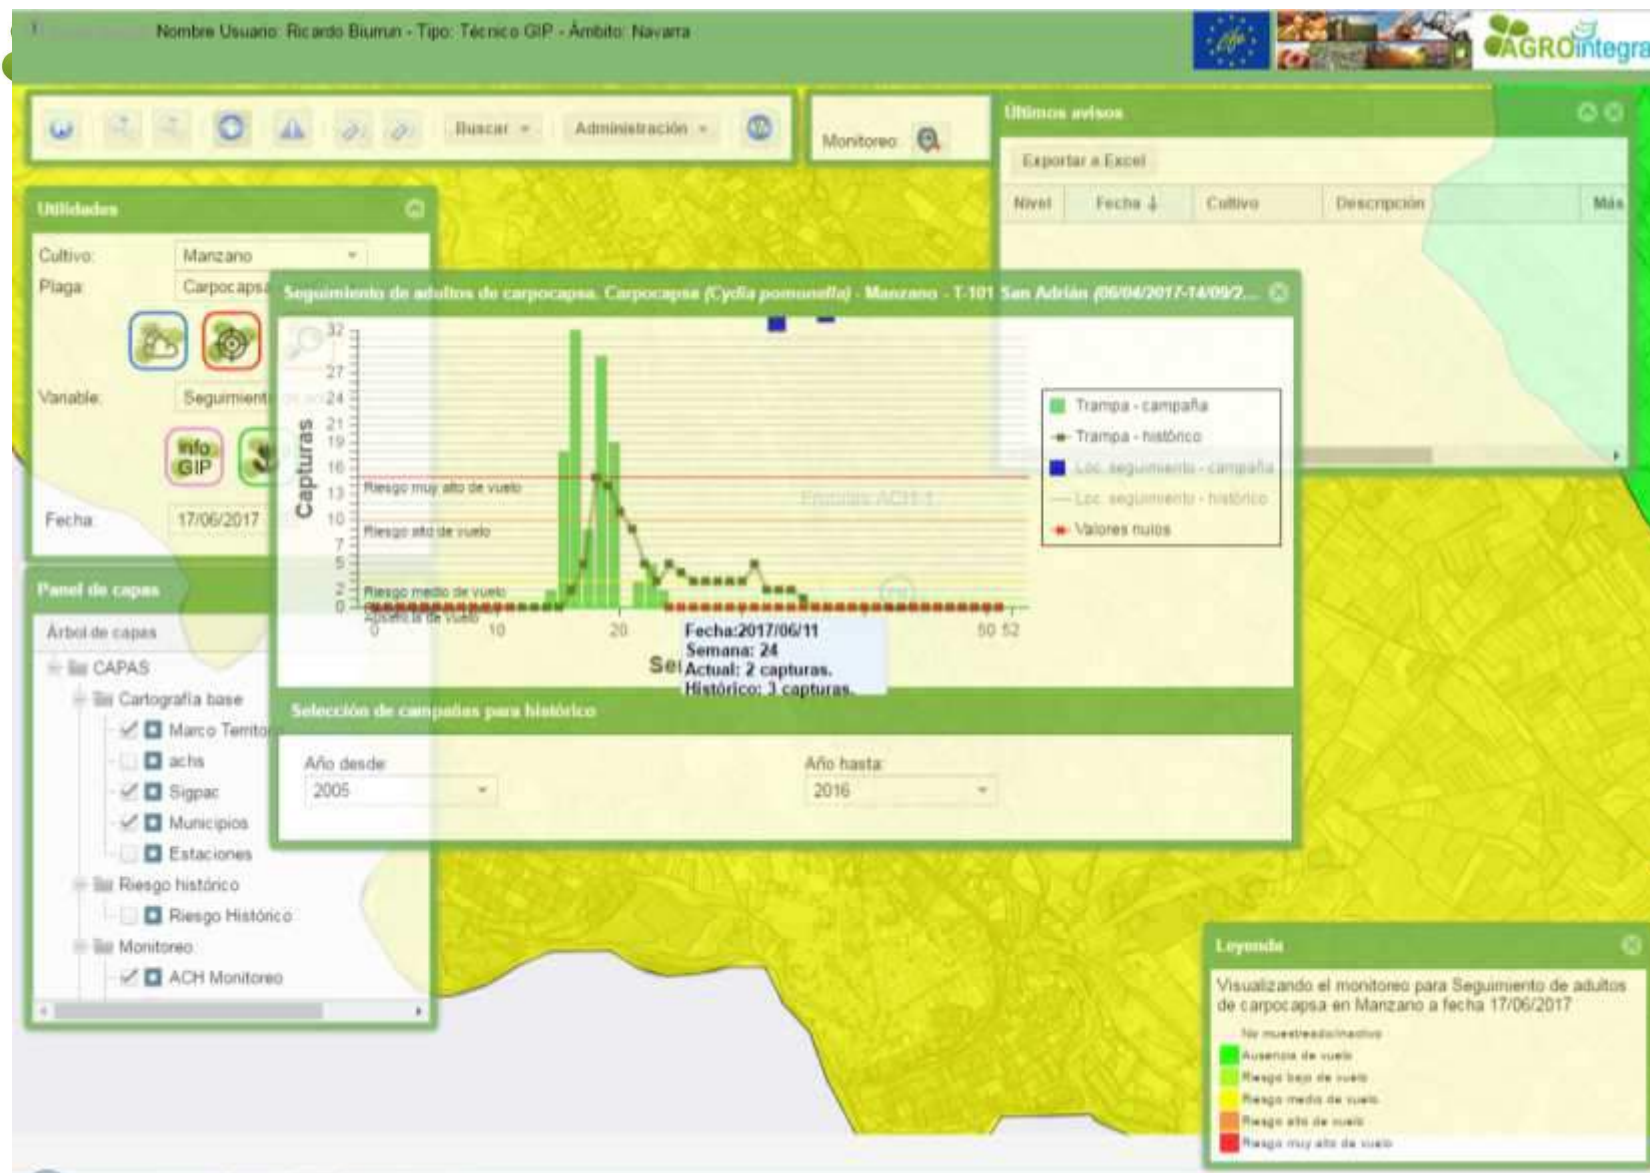 Nombre Usuario: Ricardo Biurrun - Tipo: Técnico GIP - Ámbito: Navarra
AGROintegra
Buscar
Administración
Monitoreo:
Últimos avisos
Exportar a Excel
Nivel Fecha ↓ Cultivo Descripción Más
Utilidades
Cultivo: Manzano
Plaga: Carpocapsa
Variable: Seguimiento
info GIP
Fecha: 17/06/2017
Seguimiento de adultos de carpocapsa. Carpocapsa (Cydia pomonella) - Manzano - T-101 San Adrián (06/04/2017-14/09/2...
Capturas
32
27
24
21
19
16
13
10
7
5
2
0
Riesgo muy alto de vuelo
Riesgo alto de vuelo
Riesgo medio de vuelo
Ausencia de vuelo
0 10 20 50 52
Trampa - campaña
Trampa - histórico
Loc. seguimiento - campaña
Loc. seguimiento - histórico
Valores nulos
Fecha:2017/06/11
Semana: 24
Actual: 2 capturas.
Histórico: 3 capturas.
Selección de campañas para histórico
Año desde: Año hasta:
2005 2016
Panel de capas
Árbol de capas
CAPAS
Cartografía base
Marco Territo
achs
Sigpac
Municipios
Estaciones
Riesgo histórico
Riesgo Histórico
Monitoreo
ACH Monitoreo
Leyenda
Visualizando el monitoreo para Seguimiento de adultos
de carpocapsa en Manzano a fecha 17/06/2017
No muestreado/inactivo
Ausencia de vuelo
Riesgo bajo de vuelo
Riesgo medio de vuelo
Riesgo alto de vuelo
Riesgo muy alto de vuelo